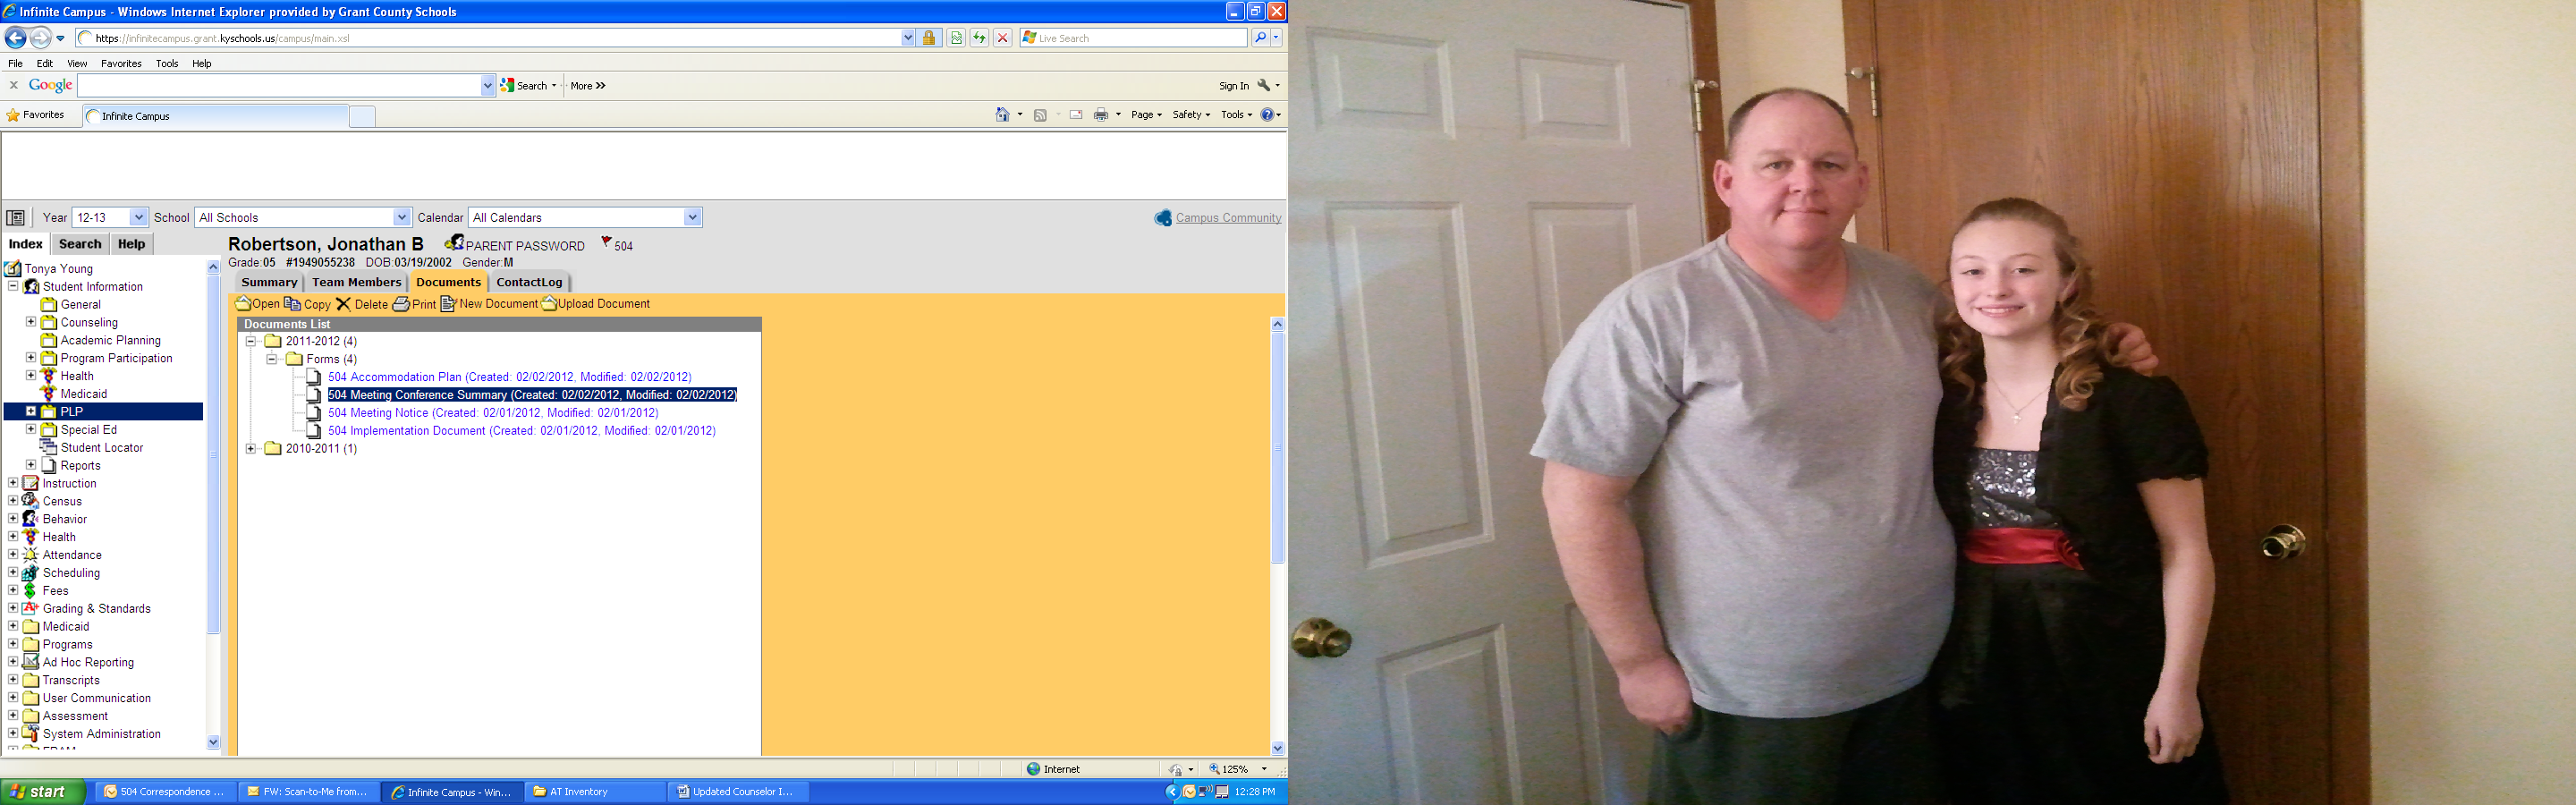 Infinite Campus - Windows Internet Explorer provided by Grant County Schools
https://infinitecampus.grant.kyschools.us/campus/main.xsl
Live Search
File Edit View Favorites Tools Help
x Google Search More >> Sign In
Favorites Infinite Campus Page Safety Tools
Year 12-13 School All Schools Calendar All Calendars Campus Community
Index Search Help
Robertson, Jonathan B PARENT PASSWORD 504
Grade:05 #1949055238 DOB:03/19/2002 Gender:M
Summary Team Members Documents ContactLog
Open Copy Delete Print New Document Upload Document
Documents List
2011-2012 (4)
Forms (4)
504 Accommodation Plan (Created: 02/02/2012, Modified: 02/02/2012)
504 Meeting Conference Summary (Created: 02/02/2012, Modified: 02/02/2012)
504 Meeting Notice (Created: 02/01/2012, Modified: 02/01/2012)
504 Implementation Document (Created: 02/01/2012, Modified: 02/01/2012)
2010-2011 (1)
Tonya Young
Student Information
General
Counseling
Academic Planning
Program Participation
Health
Medicaid
PLP
Special Ed
Student Locator
Reports
Instruction
Census
Behavior
Health
Attendance
Scheduling
Fees
Grading & Standards
Medicaid
Programs
Ad Hoc Reporting
Transcripts
User Communication
Assessment
System Administration
Internet 125%
start 504 Correspondence ... FW: Scan-to-Me from... Infinite Campus - Win... AT Inventory Updated Counselor I... 12:28 PM